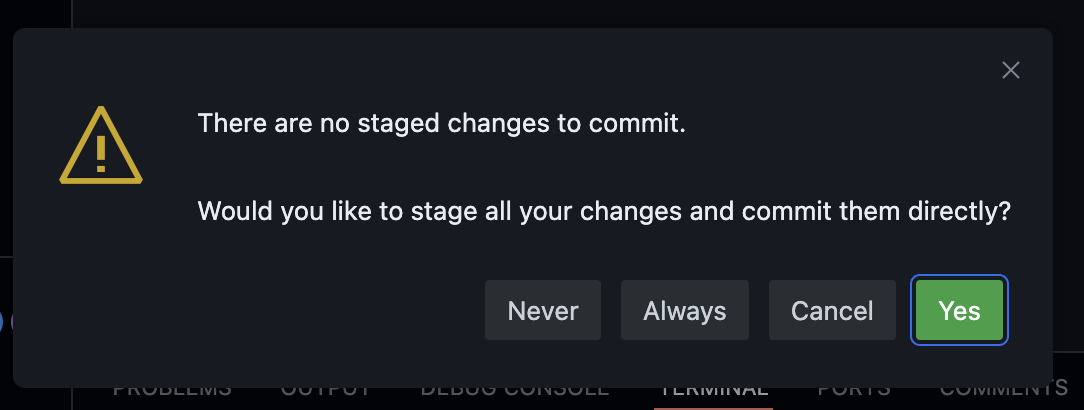 There are no staged changes to commit.
Would you like to stage all your changes and commit them directly?
Never Always Cancel Yes
PROBLEMS OUTPUT DEBUG CONSOLE TERMINAL PORTS COMMENTS